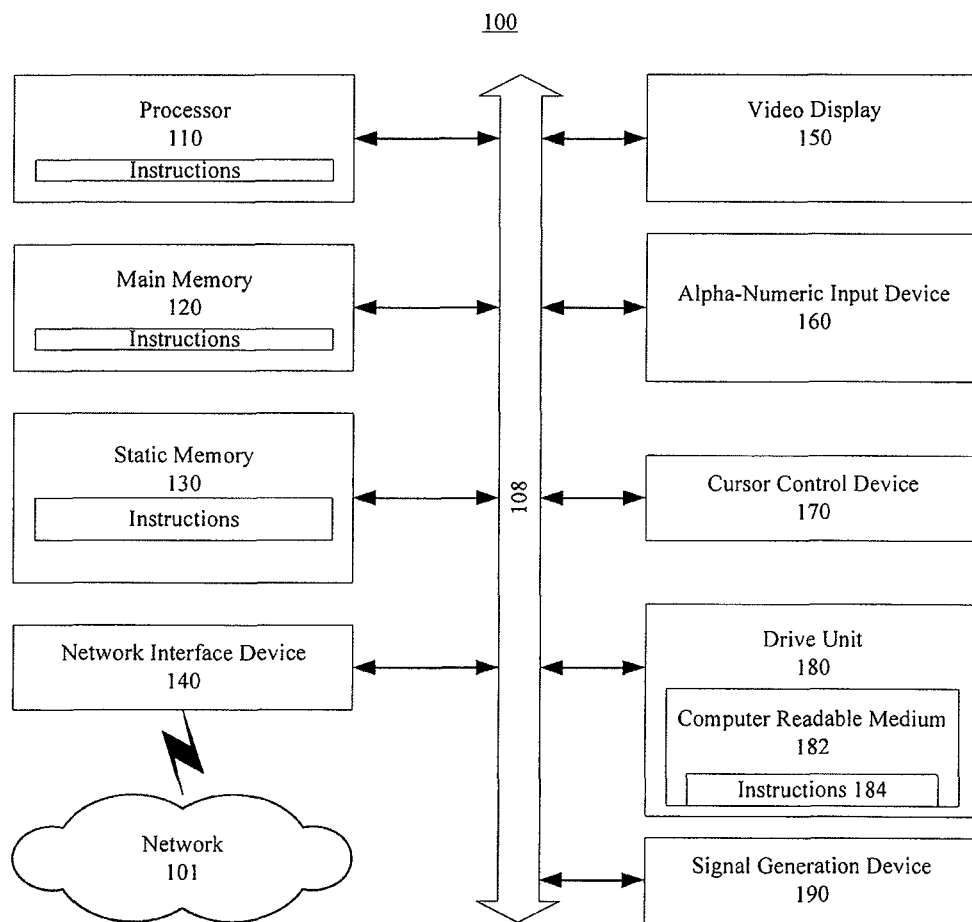 100
Processor
110
Instructions
Main Memory
120
Instructions
Static Memory
130
Instructions
Network Interface Device
140
Network
101
108
Video Display
150
Alpha-Numeric Input Device
160
Cursor Control Device
170
Drive Unit
180
Computer Readable Medium
182
Instructions 184
Signal Generation Device
190